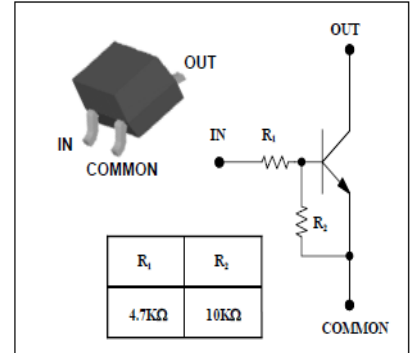 OUT
IN
COMMON
OUT
IN
R₁
R₂
COMMON
R₁ R₂
4.7KΩ 10KΩ